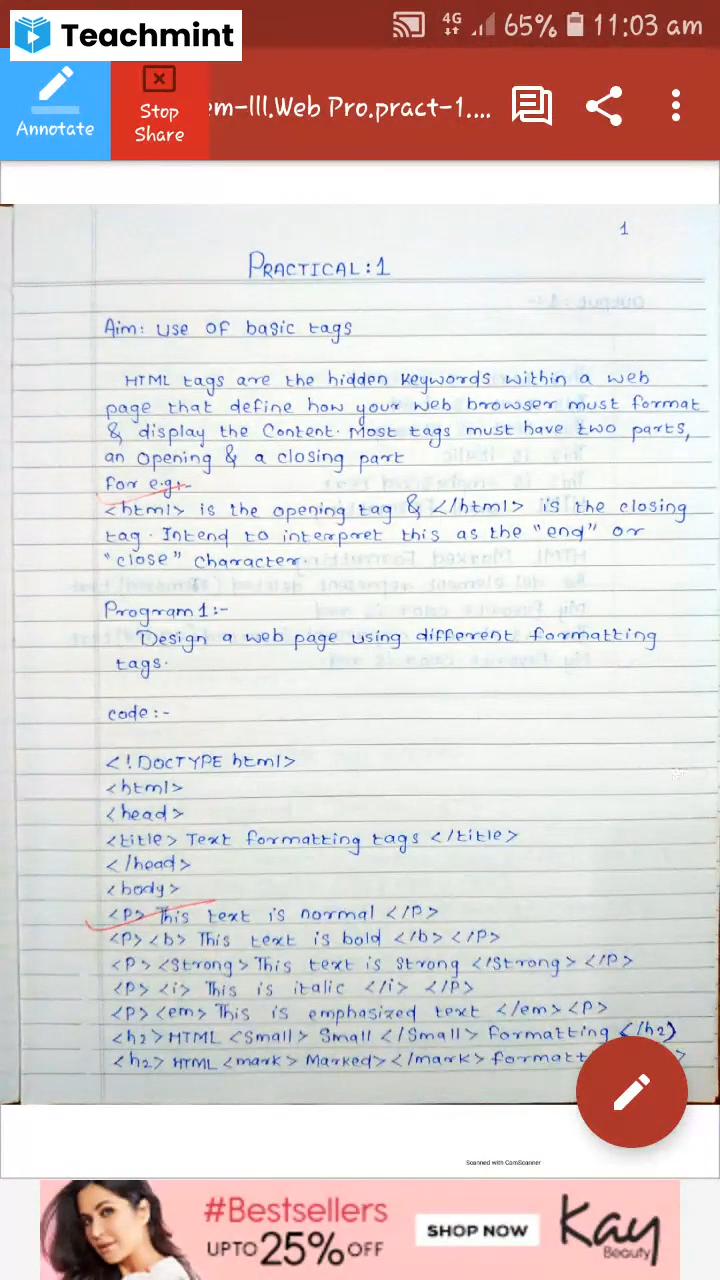 Teachmint
4G 65% 11:03 am
Annotate
Stop
Share
em-III.Web Pro.pract-1....
1
PRACTICAL:1
Aim: use of basic tags
HTML tags are the hidden keywords within a web
page that define how your web browser must format
& display the Content. Most tags must have two parts,
an opening & a closing part
for e.g:-
<html> is the opening tag & </html> is the closing
tag. Intend to interpret this as the "end" or
"close" character.
Program 1:-
Design a web page using different formatting
tags.
code:-
<!DOCTYPE html>
<html>
<head>
<title> Text formatting tags </title>
</head>
<body>
<P> This text is normal </P>
<P><b> This text is bold </b></P>
<P><Strong> This text is Strong </Strong></P>
<P><i> This is italic </i> </P>
<P><em> This is emphasized text </em><P>
<h2>HTML <Small> Small </Small> formatting </h2)
<h2> HTML <mark> Marked></mark> formatt
Scanned with CamScanner
#Bestsellers
UPTO 25% OFF
SHOP NOW
Kay
Beauty